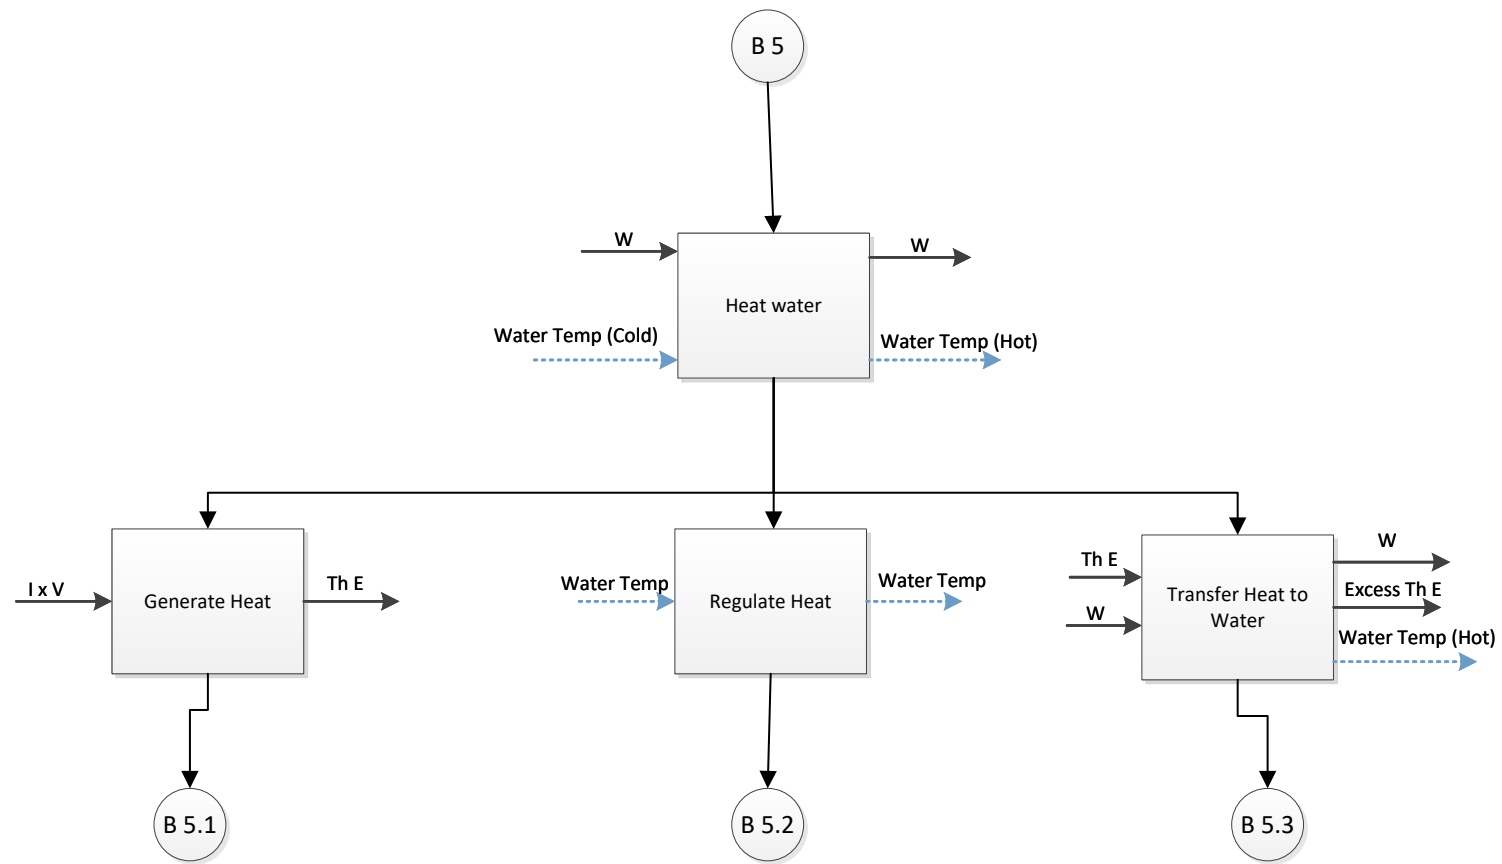 B 5
W
W
Heat water
Water Temp (Cold)
Water Temp (Hot)
I x V
Generate Heat
Th E
Water Temp
Regulate Heat
Water Temp
Th E
W
Transfer Heat to
Water
W
Excess Th E
Water Temp (Hot)
B 5.1
B 5.2
B 5.3